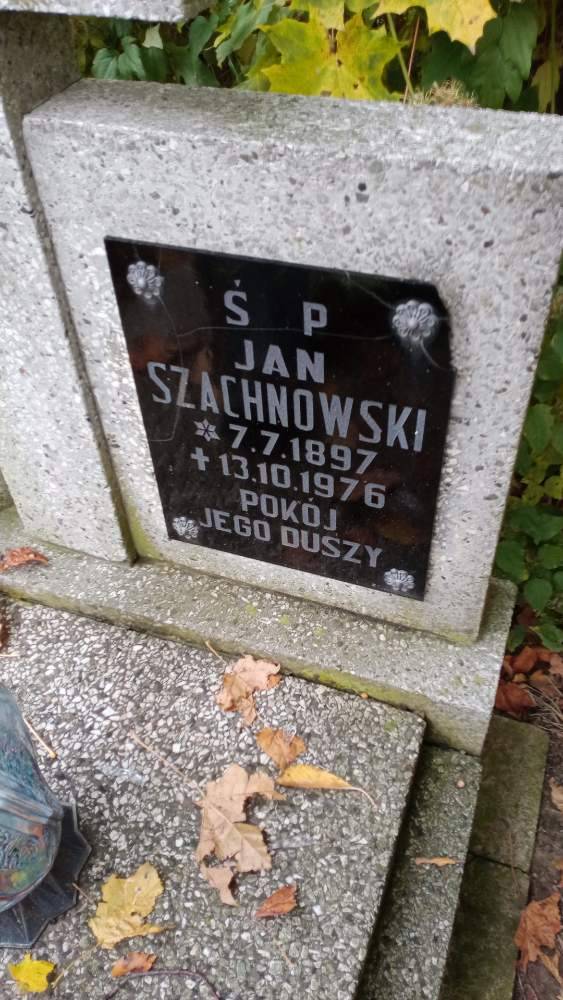 Ś P
JAN
SZACHNOWSKI
* 7.7.1897
✝ 13.10.1976
POKÓJ
JEGO DUSZY